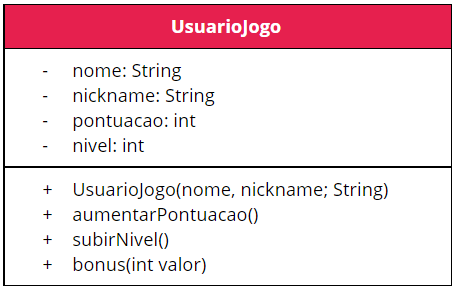 UsuarioJogo
- nome: String
- nickname: String
- pontuacao: int
- nivel: int
+ UsuarioJogo(nome, nickname; String)
+ aumentarPontuacao()
+ subirNivel()
+ bonus(int valor)